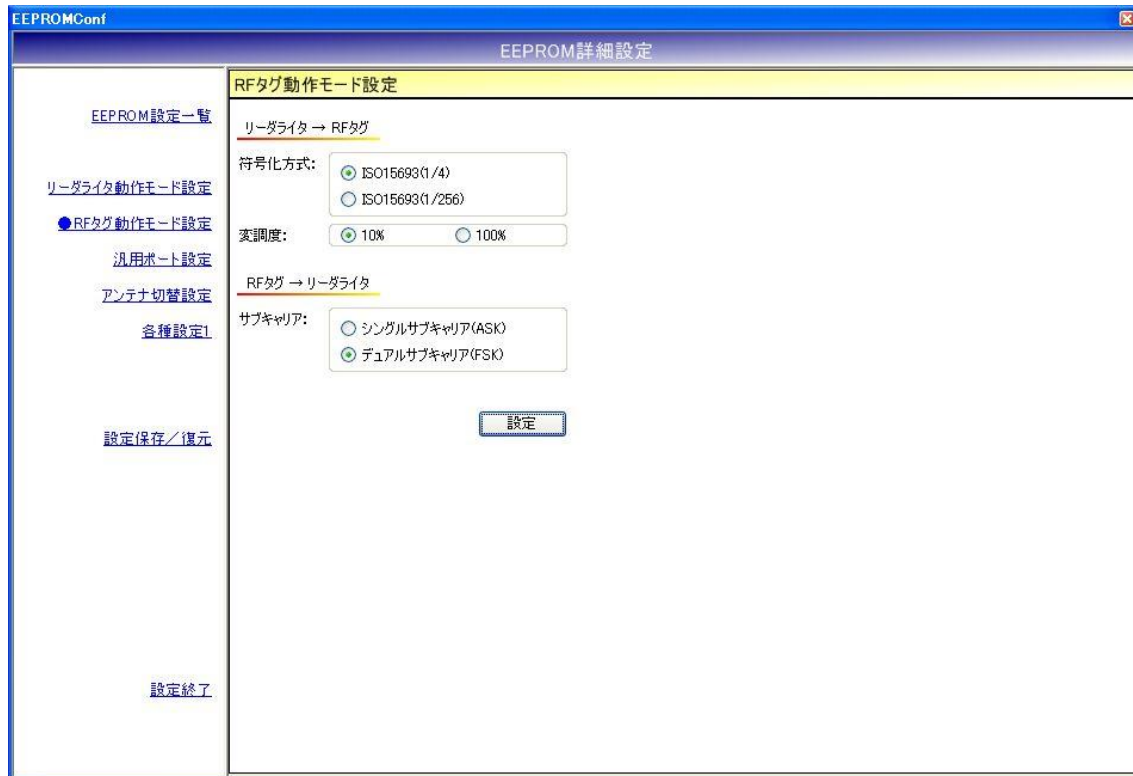 EEPROMConf
EEPROM詳細設定
EEPROM設定一覧
リーダライタ動作モード設定
●RFタグ動作モード設定
汎用ポート設定
アンテナ切替設定
各種設定1
設定保存／復元
設定終了
RFタグ動作モード設定
リーダライタ → RFタグ
符号化方式:
ISO15693(1/4)
ISO15693(1/256)
変調度:
10% 100%
RFタグ → リーダライタ
サブキャリア:
シングルサブキャリア(ASK)
デュアルサブキャリア(FSK)
設定